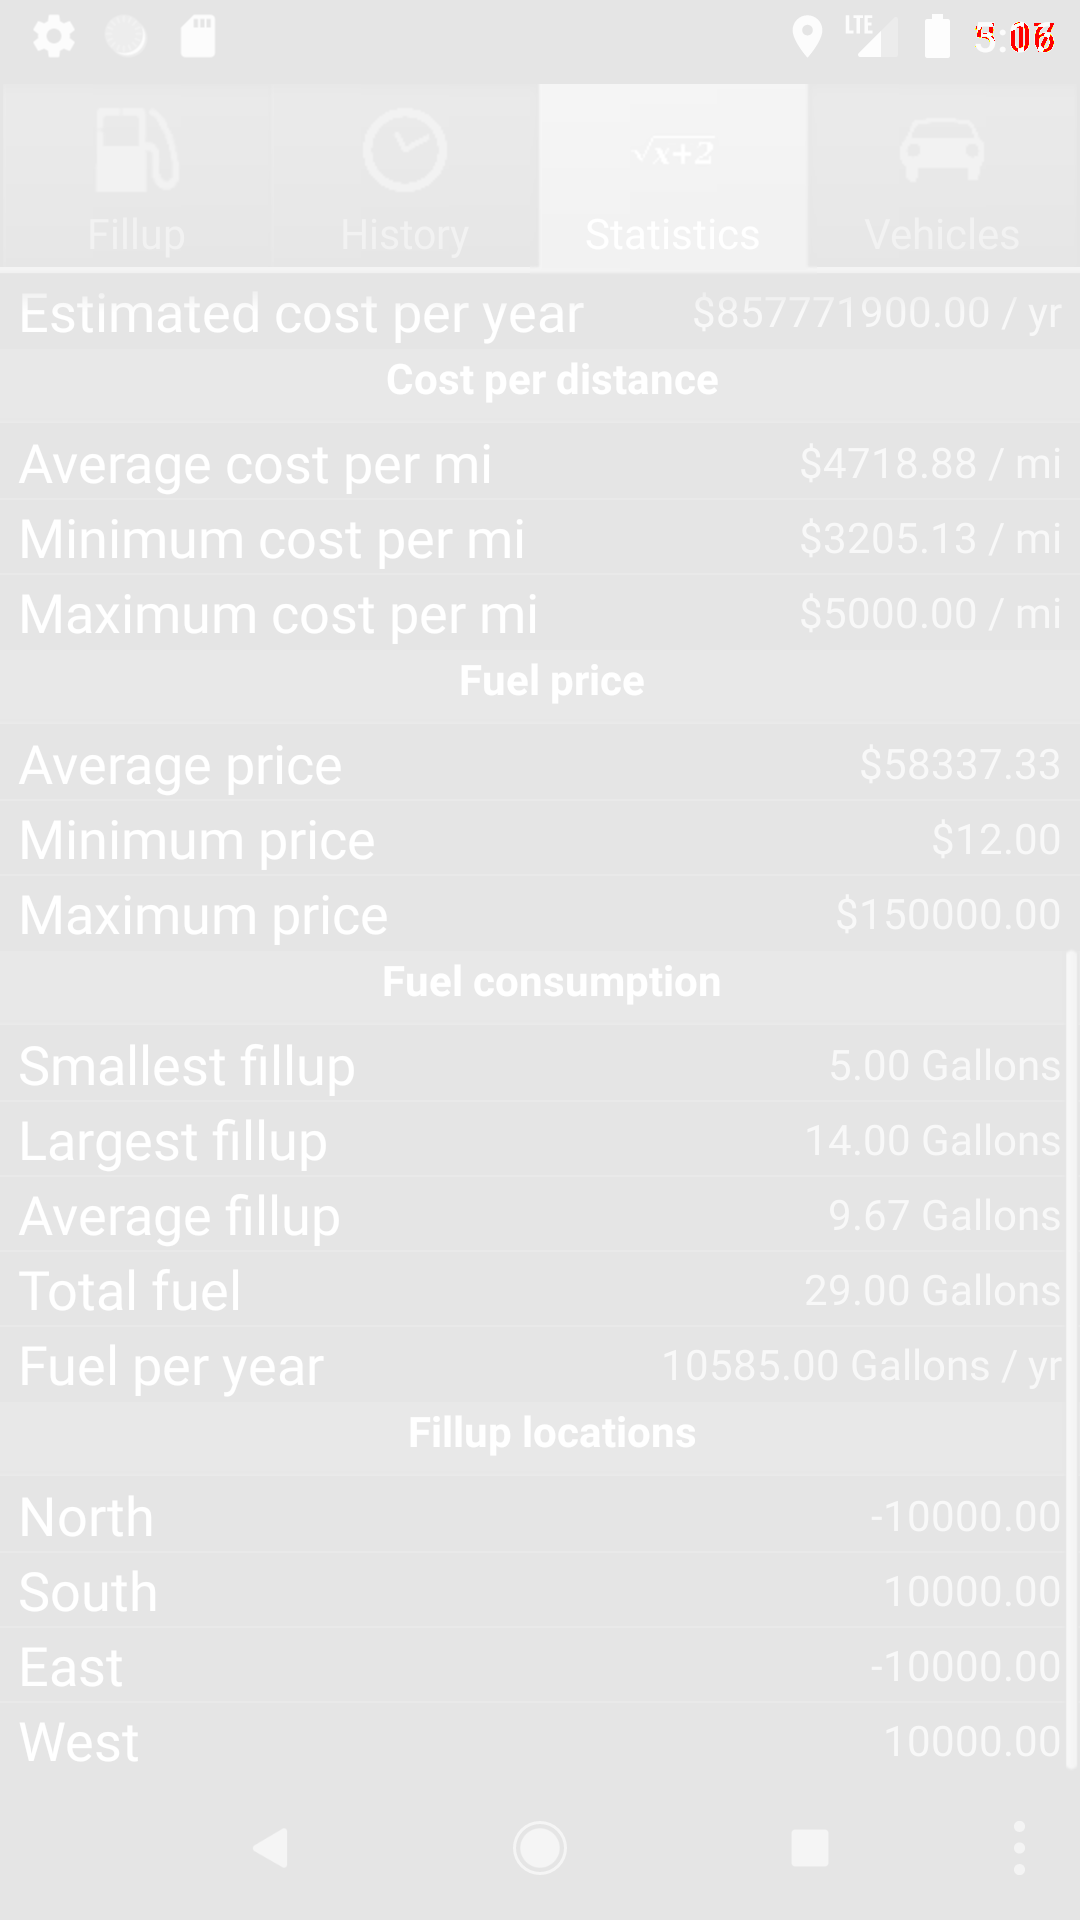 LTE
Fillup History √x+2 Statistics Vehicles
Estimated cost per year $857771900.00 / yr
Cost per distance
Average cost per mi $4718.88 / mi
Minimum cost per mi $3205.13 / mi
Maximum cost per mi $5000.00 / mi
Fuel price
Average price $58337.33
Minimum price $12.00
Maximum price $150000.00
Fuel consumption
Smallest fillup 5.00 Gallons
Largest fillup 14.00 Gallons
Average fillup 9.67 Gallons
Total fuel 29.00 Gallons
Fuel per year 10585.00 Gallons / yr
Fillup locations
North -10000.00
South 10000.00
East -10000.00
West 10000.00